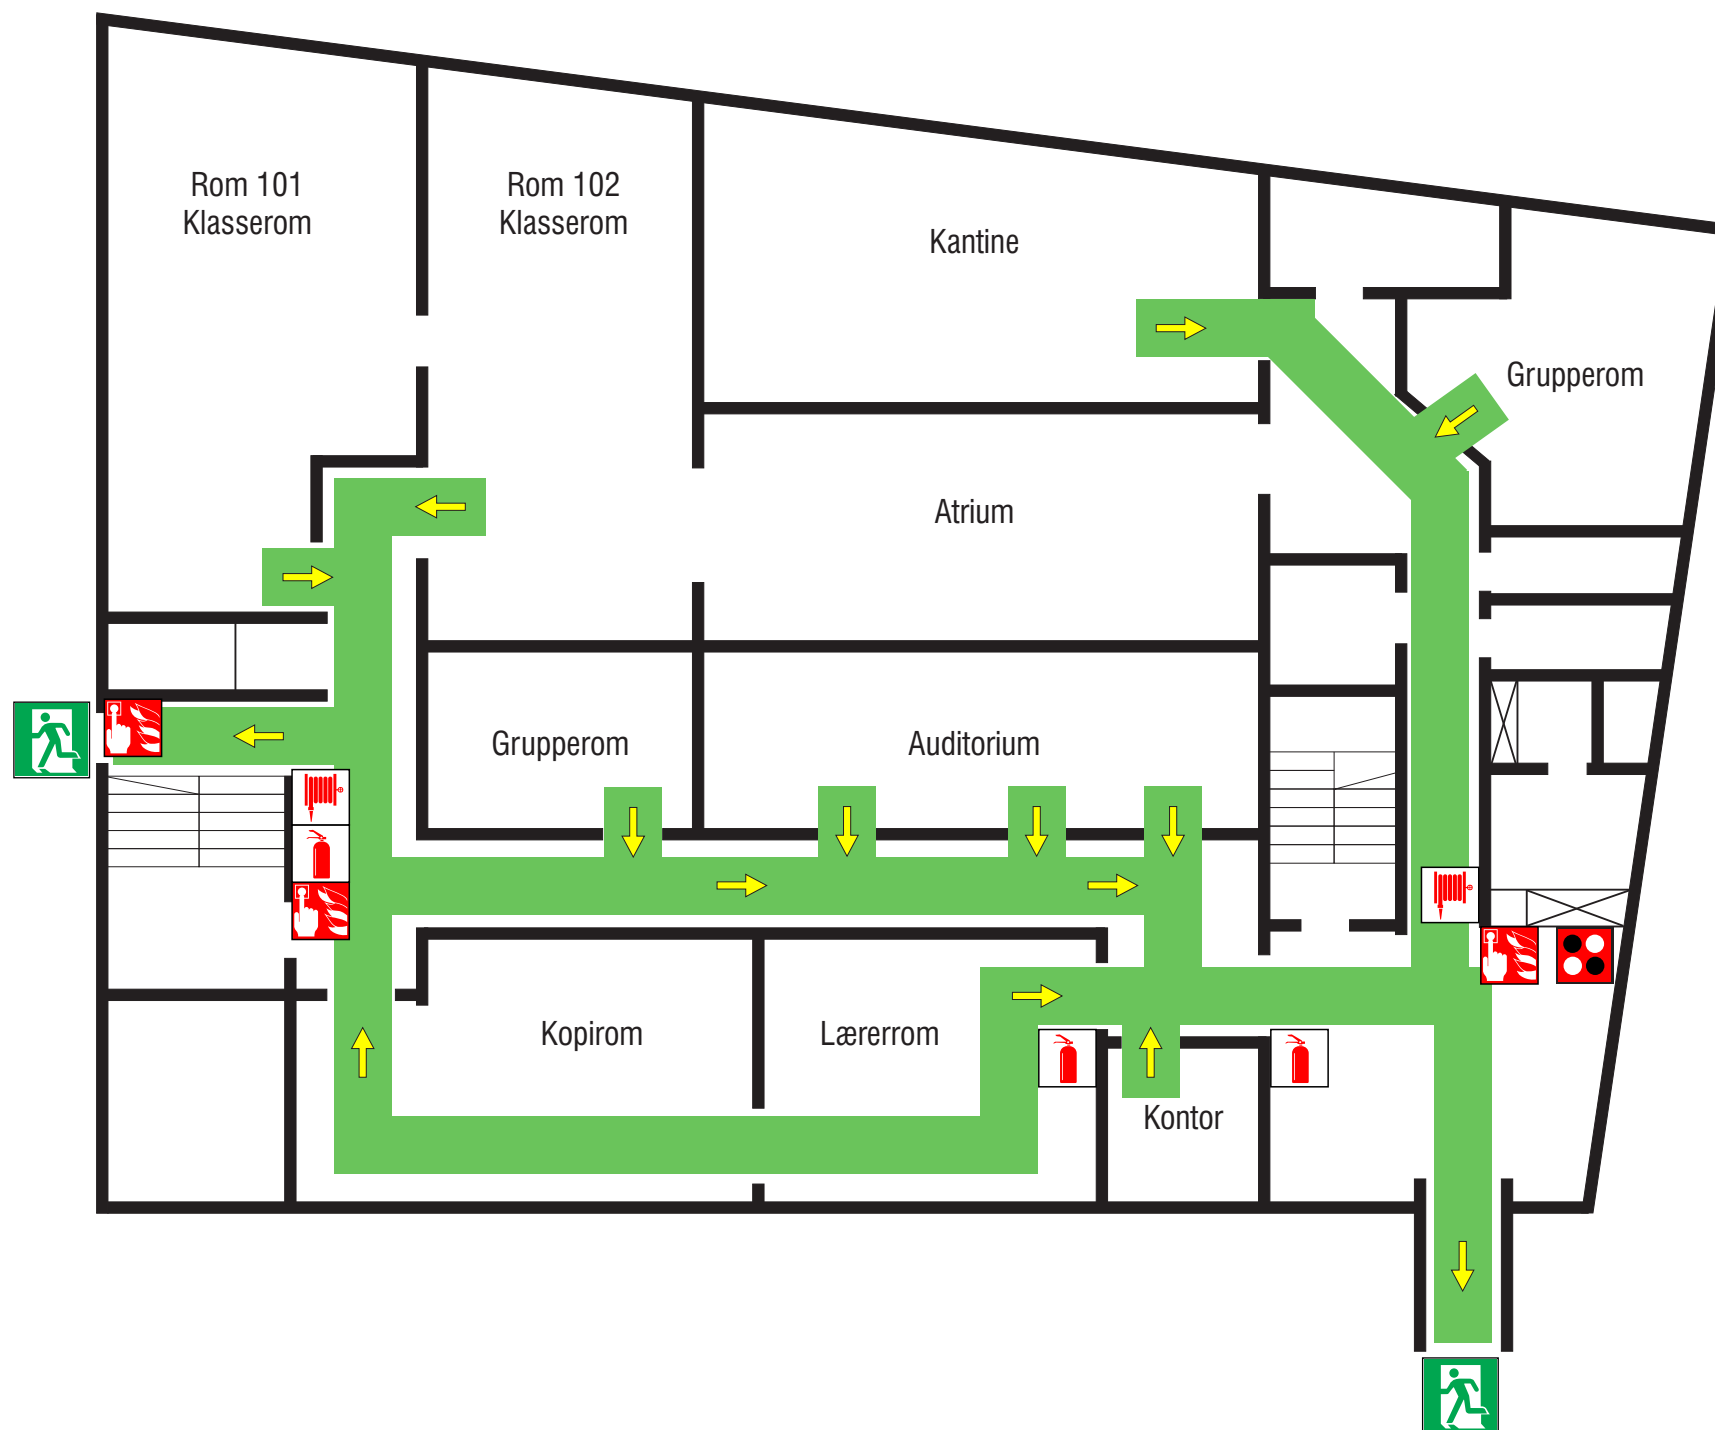 Rom 101
Klasserom
Rom 102
Klasserom
Kantine
Grupperom
Atrium
Grupperom
Auditorium
Kopirom
Lærerrom
Kontor